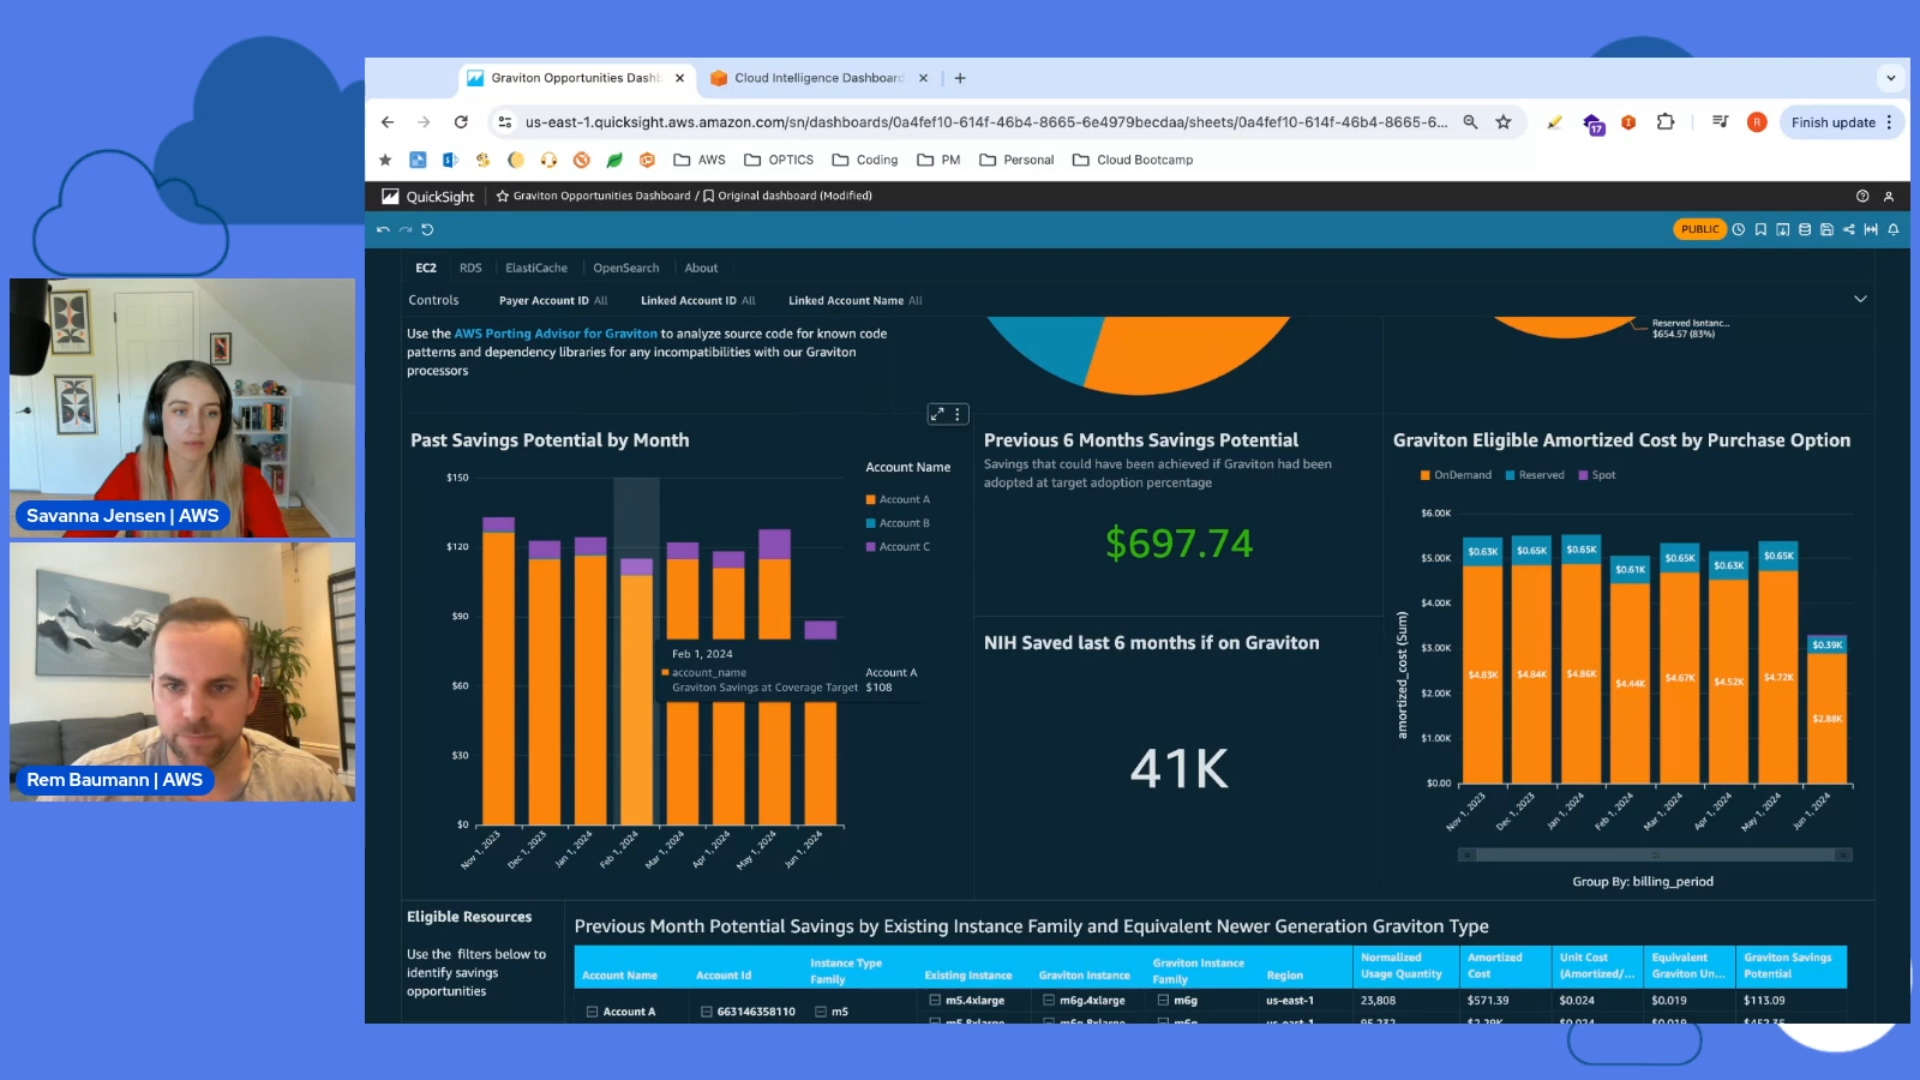 Graviton Opportunities Dashb
Cloud Intelligence Dashboard
us-east-1.quicksight.aws.amazon.com/sn/dashboards/0a4fef10-614f-46b4-8665-6e4979becdaa/sheets/0a4fef10-614f-46b4-8665-6...
17
R
Finish update
AWS
OPTICS
Coding
PM
Personal
Cloud Bootcamp
QuickSight
Graviton Opportunities Dashboard / Original dashboard (Modified)
PUBLIC
EC2
RDS
ElastiCache
OpenSearch
About
Controls
Payer Account ID All
Linked Account ID All
Linked Account Name All
Use the AWS Porting Advisor for Graviton to analyze source code for known code
patterns and dependency libraries for any incompatibilities with our Graviton
processors
Reserved Isntanc...
$654.57 (83%)
Past Savings Potential by Month
Account Name
Account A
Account B
Account C
$150
$120
$90
$60
$30
$0
Feb 1, 2024
account_name Account A
Graviton Savings at Coverage Target $108
Nov 1, 2023
Dec 1, 2023
Jan 1, 2024
Feb 1, 2024
Mar 1, 2024
Apr 1, 2024
May 1, 2024
Jun 1, 2024
Previous 6 Months Savings Potential
Savings that could have been achieved if Graviton had been
adopted at target adoption percentage
$697.74
NIH Saved last 6 months if on Graviton
41K
Graviton Eligible Amortized Cost by Purchase Option
OnDemand
Reserved
Spot
amortized_cost (Sum)
$6.00K
$5.00K
$4.00K
$3.00K
$2.00K
$1.00K
$0.00
$0.63K
$0.65K
$0.65K
$0.61K
$0.65K
$0.63K
$0.65K
$0.39K
$4.83K
$4.84K
$4.86K
$4.44K
$4.67K
$4.52K
$4.72K
$2.88K
Nov 1, 2023
Dec 1, 2023
Jan 1, 2024
Feb 1, 2024
Mar 1, 2024
Apr 1, 2024
May 1, 2024
Jun 1, 2024
Group By: billing_period
Eligible Resources
Use the filters below to
identify savings
opportunities
Previous Month Potential Savings by Existing Instance Family and Equivalent Newer Generation Graviton Type
Account Name
Account Id
Instance Type
Family
Existing Instance
Graviton Instance
Graviton Instance
Family
Region
Normalized
Usage Quantity
Amortized
Cost
Unit Cost
(Amortized/...
Equivalent
Graviton Un...
Graviton Savings
Potential
Account A
663146358110
m5
m5.4xlarge
m6g.4xlarge
m6g
us-east-1
23,808
$571.39
$0.024
$0.019
$113.09
Savanna Jensen | AWS
Rem Baumann | AWS